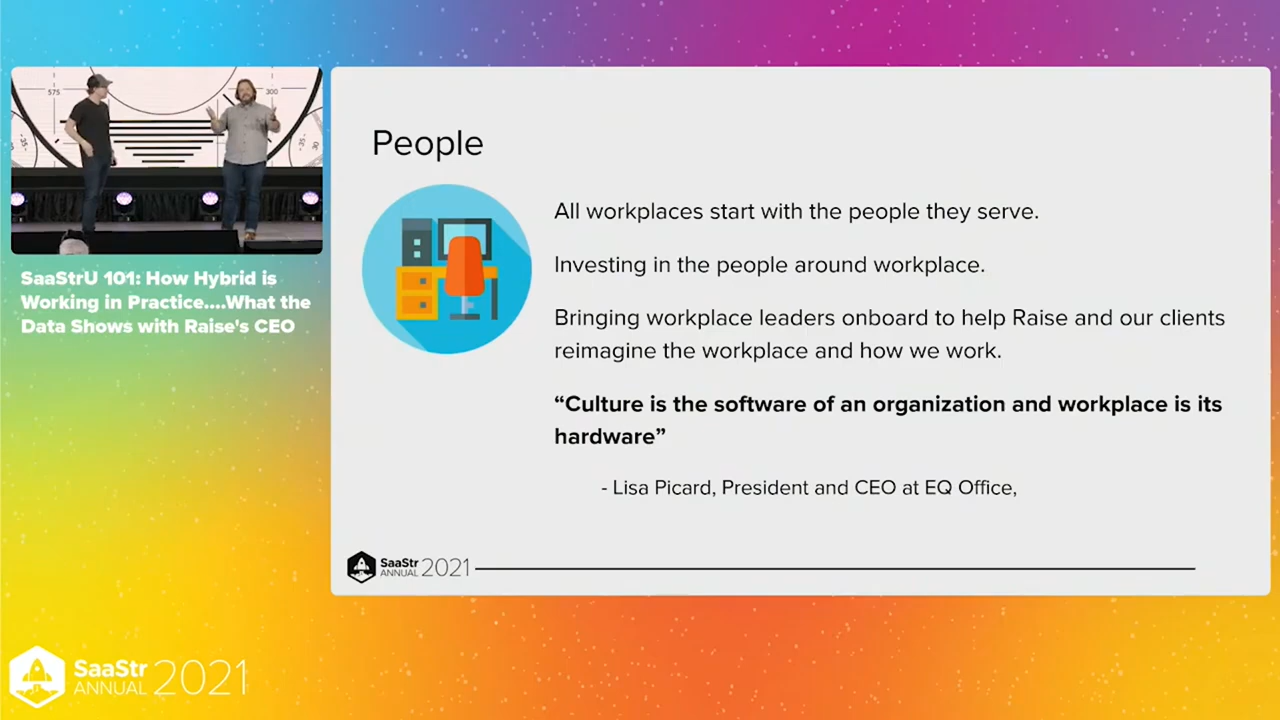 575
300
SaaStrU 101: How Hybrid is
Working in Practice....What the
Data Shows with Raise's CEO
People
All workplaces start with the people they serve.
Investing in the people around workplace.
Bringing workplace leaders onboard to help Raise and our clients
reimagine the workplace and how we work.
“Culture is the software of an organization and workplace is its
hardware”
- Lisa Picard, President and CEO at EQ Office,
SaaStr
ANNUAL 2021
SaaStr
ANNUAL 2021